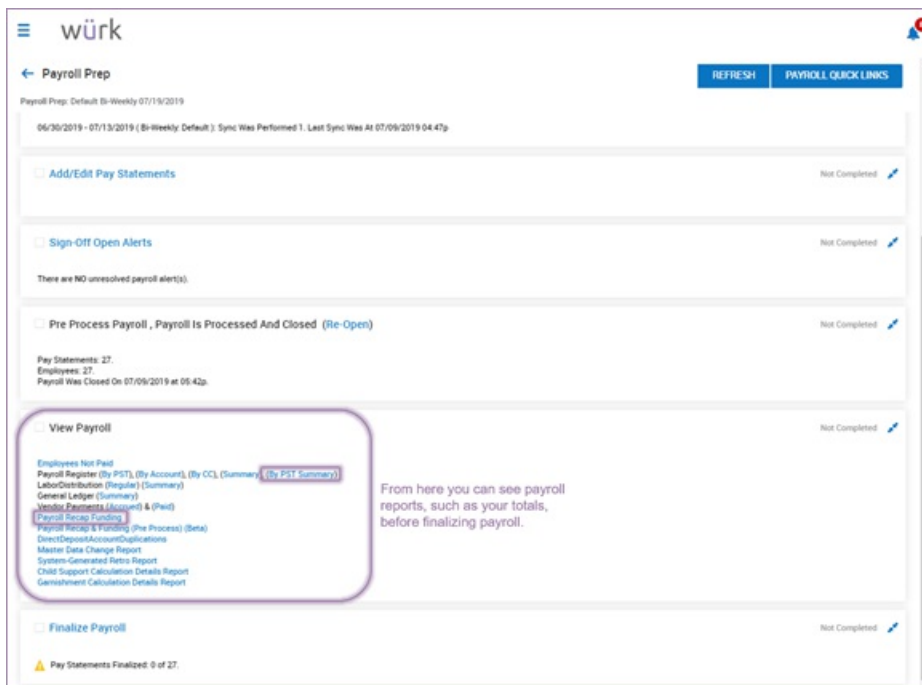 würk
Payroll Prep
REFRESH
PAYROLL QUICK LINKS
Payroll Prep: Default Bi-Weekly 07/19/2019
06/30/2019 - 07/13/2019 ( Bi-Weekly: Default ): Sync Was Performed 1. Last Sync Was At 07/09/2019 04:47p
Add/Edit Pay Statements
Not Completed
Sign-Off Open Alerts
Not Completed
There are NO unresolved payroll alert(s).
Pre Process Payroll , Payroll Is Processed And Closed (Re-Open)
Not Completed
Pay Statements: 27.
Employees: 27.
Payroll Was Closed On 07/09/2019 at 05:42p.
View Payroll
Not Completed
Employees Not Paid
Payroll Register (By PST), (By Account), (By CC), (Summary), (By PST Summary)
LaborDistribution (Regular) (Summary)
General Ledger (Summary)
Vendor Payments (Accrued) & (Paid)
Payroll Recap Funding
Payroll Recap & Funding (Pre Process) (Beta)
DirectDepositAccountDuplications
Master Data Change Report
System-Generated Retro Report
Child Support Calculation Details Report
Garnishment Calculation Details Report
From here you can see payroll
reports, such as your totals,
before finalizing payroll.
Finalize Payroll
Not Completed
Pay Statements Finalized: 0 of 27.